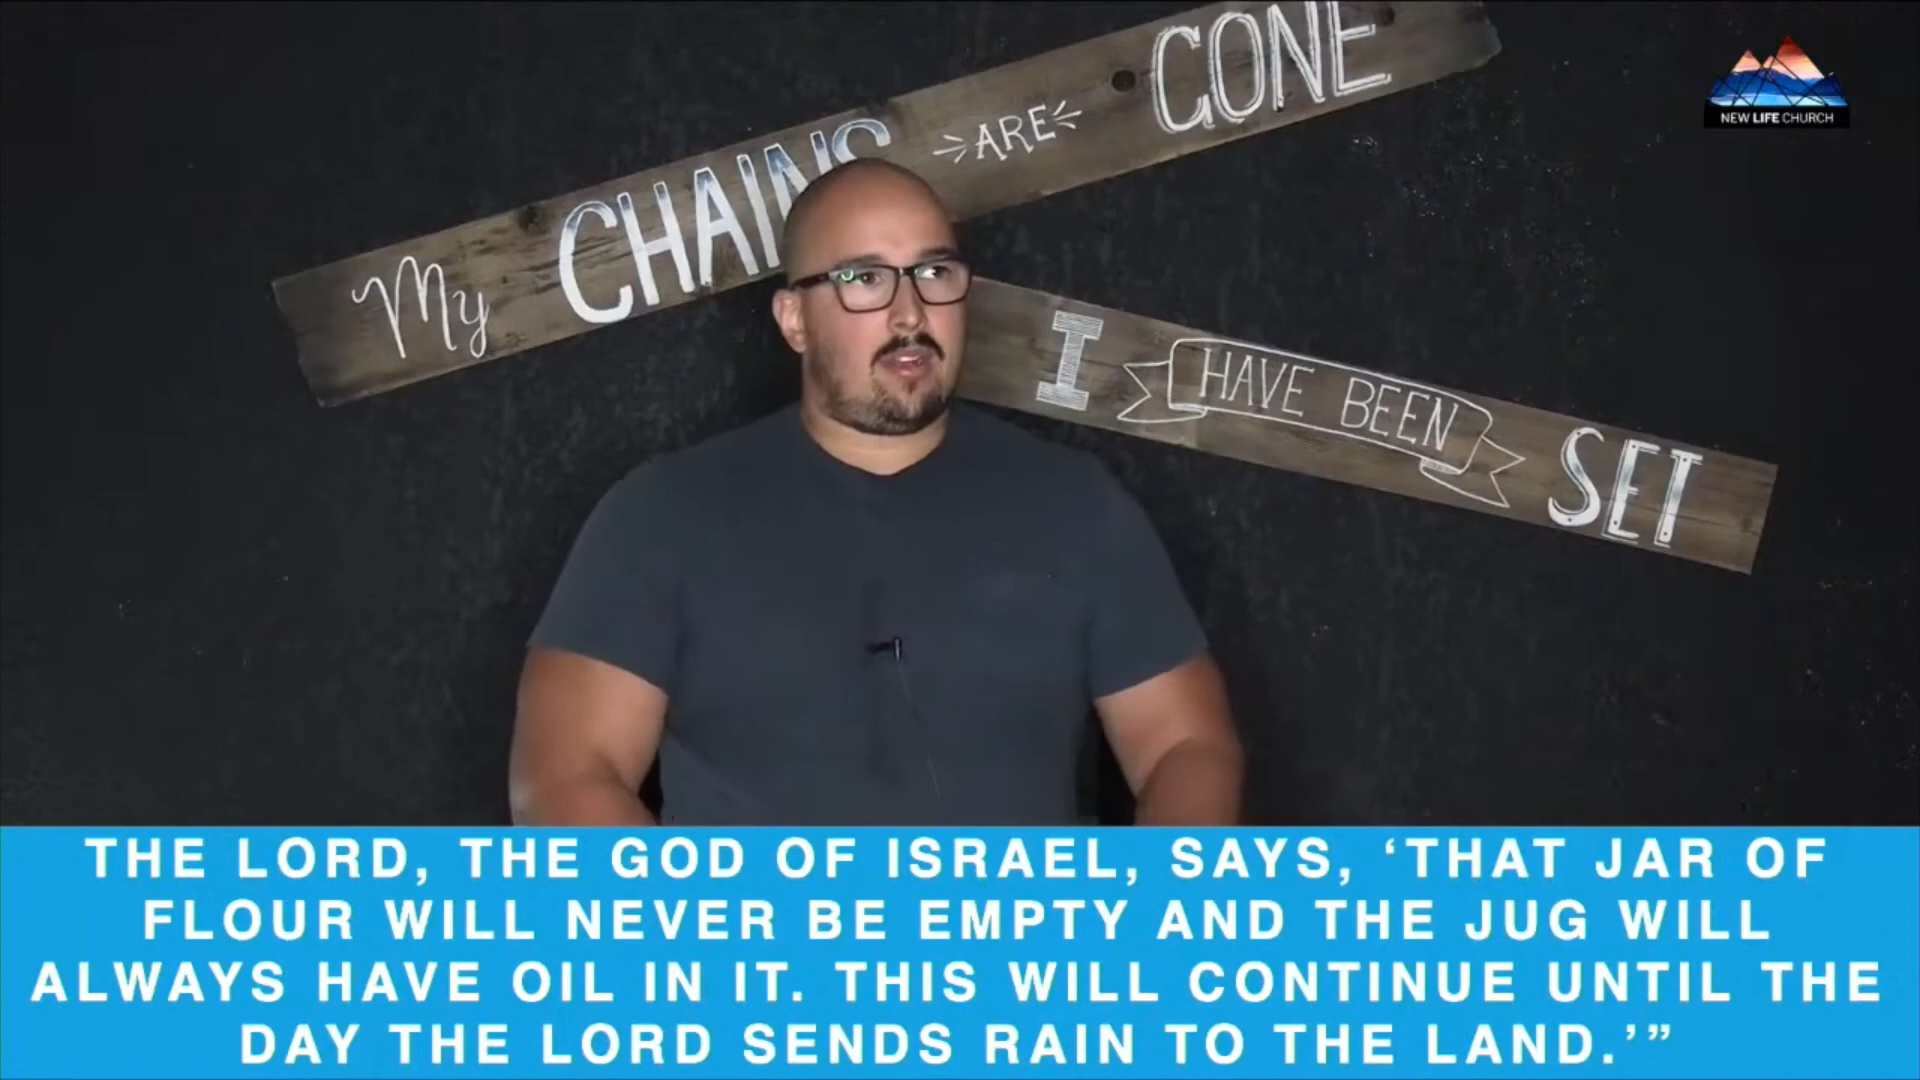 My CHAINS ARE GONE
I HAVE BEEN SET
NEW LIFE CHURCH
THE LORD, THE GOD OF ISRAEL, SAYS, ‘THAT JAR OF
FLOUR WILL NEVER BE EMPTY AND THE JUG WILL
ALWAYS HAVE OIL IN IT. THIS WILL CONTINUE UNTIL THE
DAY THE LORD SENDS RAIN TO THE LAND.’”